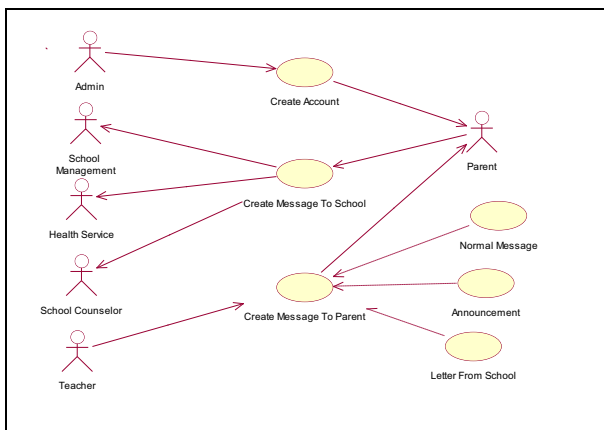 Admin
Create Account
School
Management
Parent
Health Service
Create Message To School
Normal Message
School Counselor
Create Message To Parent
Announcement
Teacher
Letter From School